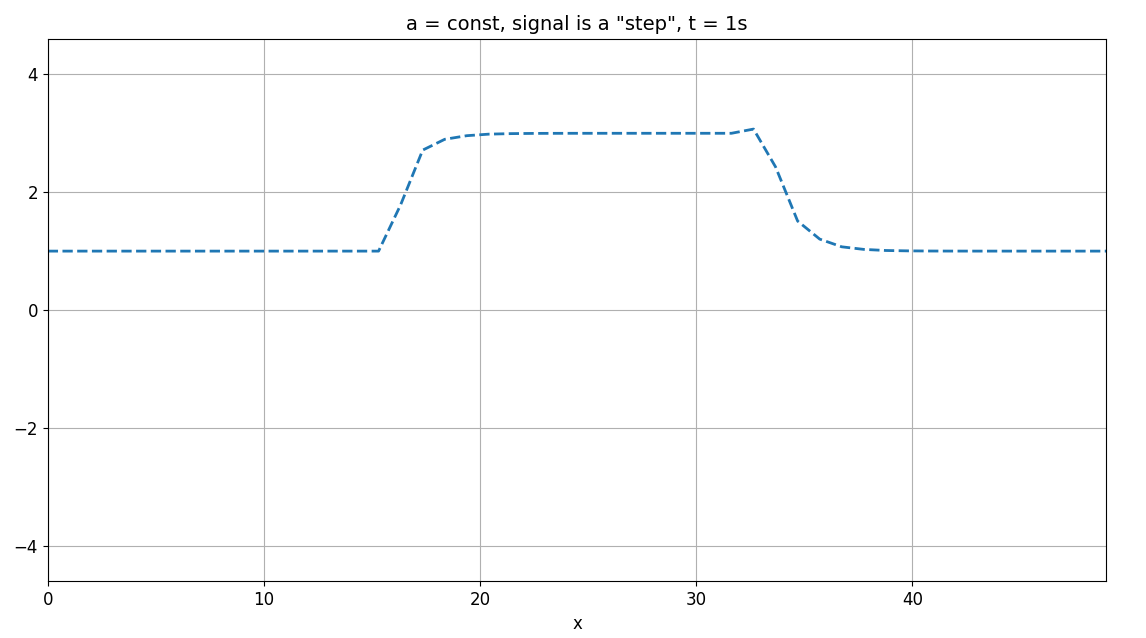 a = const, signal is a "step", t = 1s
4
2
0
−2
−4
0 10 20 30 40
x